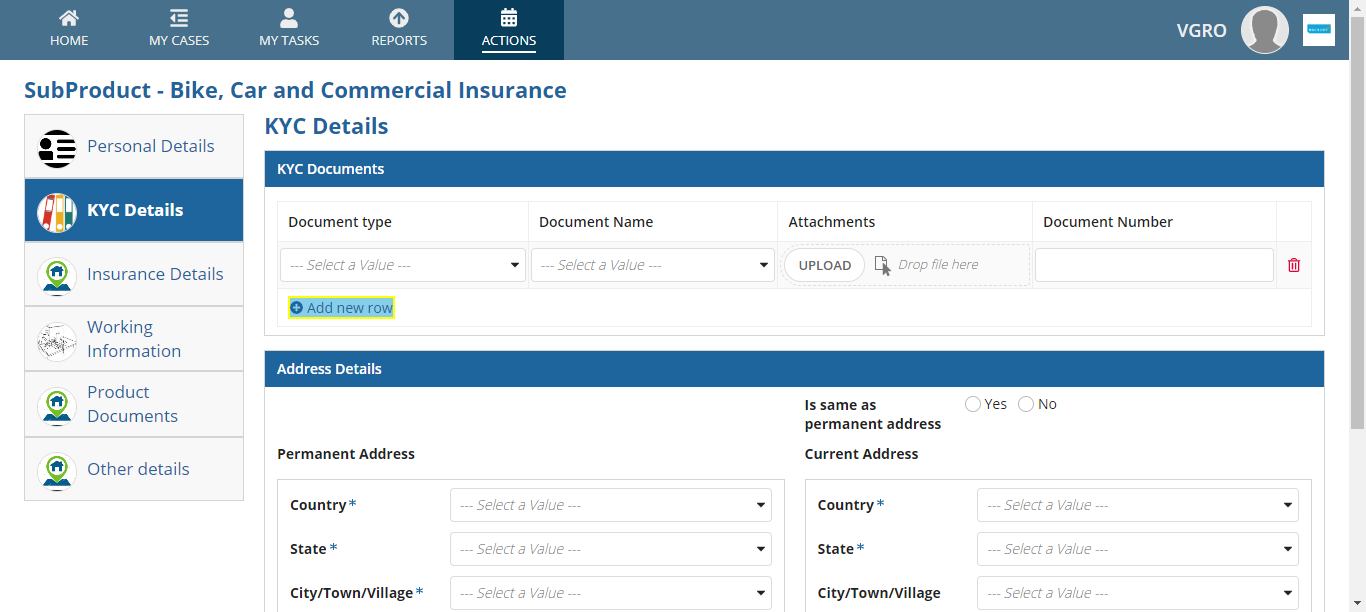 HOME
MY CASES
MY TASKS
REPORTS
ACTIONS
VGRO
SubProduct - Bike, Car and Commercial Insurance
Personal Details
KYC Details
Insurance Details
Working
Information
Product
Documents
Other details
KYC Details
KYC Documents
Document type
Document Name
Attachments
Document Number
--- Select a Value ---
--- Select a Value ---
UPLOAD
Drop file here
Add new row
Address Details
Is same as
permanent address
Yes
No
Permanent Address
Current Address
Country *
--- Select a Value ---
Country *
--- Select a Value ---
State *
--- Select a Value ---
State *
--- Select a Value ---
City/Town/Village *
--- Select a Value ---
City/Town/Village
--- Select a Value ---